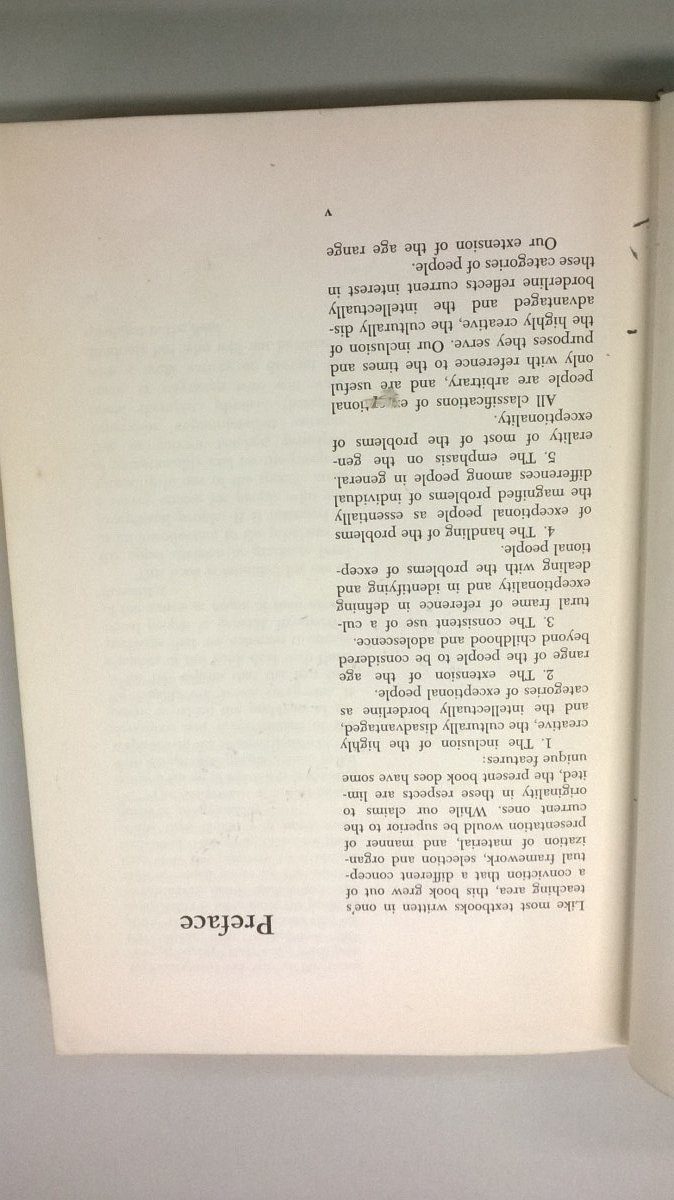 Preface
Like most textbooks written in one's
teaching area, this book grew out of
a conviction that a different concep-
tual framework, selection and organ-
ization of material, and manner of
presentation would be superior to the
current ones. While our claims to
originality in these respects are lim-
ited, the present book does have some
unique features:
1. The inclusion of the highly
creative, the culturally disadvantaged,
and the intellectually borderline as
categories of exceptional people.
2. The extension of the age
range of the people to be considered
beyond childhood and adolescence.
3. The consistent use of a cul-
tural frame of reference in defining
exceptionality and in identifying and
dealing with the problems of excep-
tional people.
4. The handling of the problems
of exceptional people as essentially
the magnified problems of individual
differences among people in general.
5. The emphasis on the gen-
erality of most of the problems of
exceptionality.
All classifications of
people are arbitrary, and are useful
only with reference to the times and
purposes they serve. Our inclusion of
the highly creative, the culturally dis-
advantaged and the intellectually
borderline reflects current interest in
these categories of people.
Our extension of the age range
v